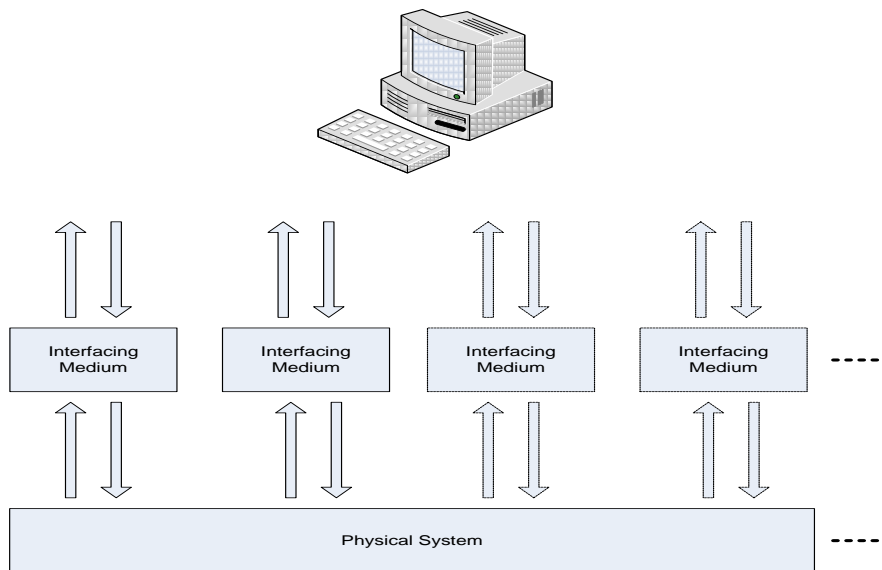 Interfacing
Medium
Interfacing
Medium
Interfacing
Medium
Interfacing
Medium
Physical System